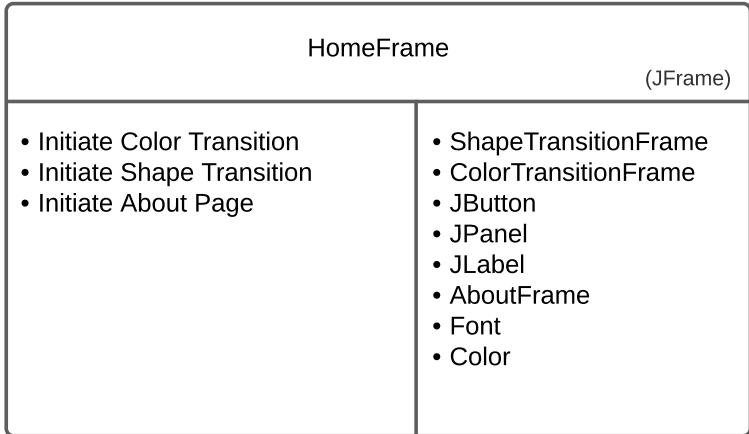 HomeFrame
(JFrame)
• Initiate Color Transition
• Initiate Shape Transition
• Initiate About Page
• ShapeTransitionFrame
• ColorTransitionFrame
• JButton
• JPanel
• JLabel
• AboutFrame
• Font
• Color